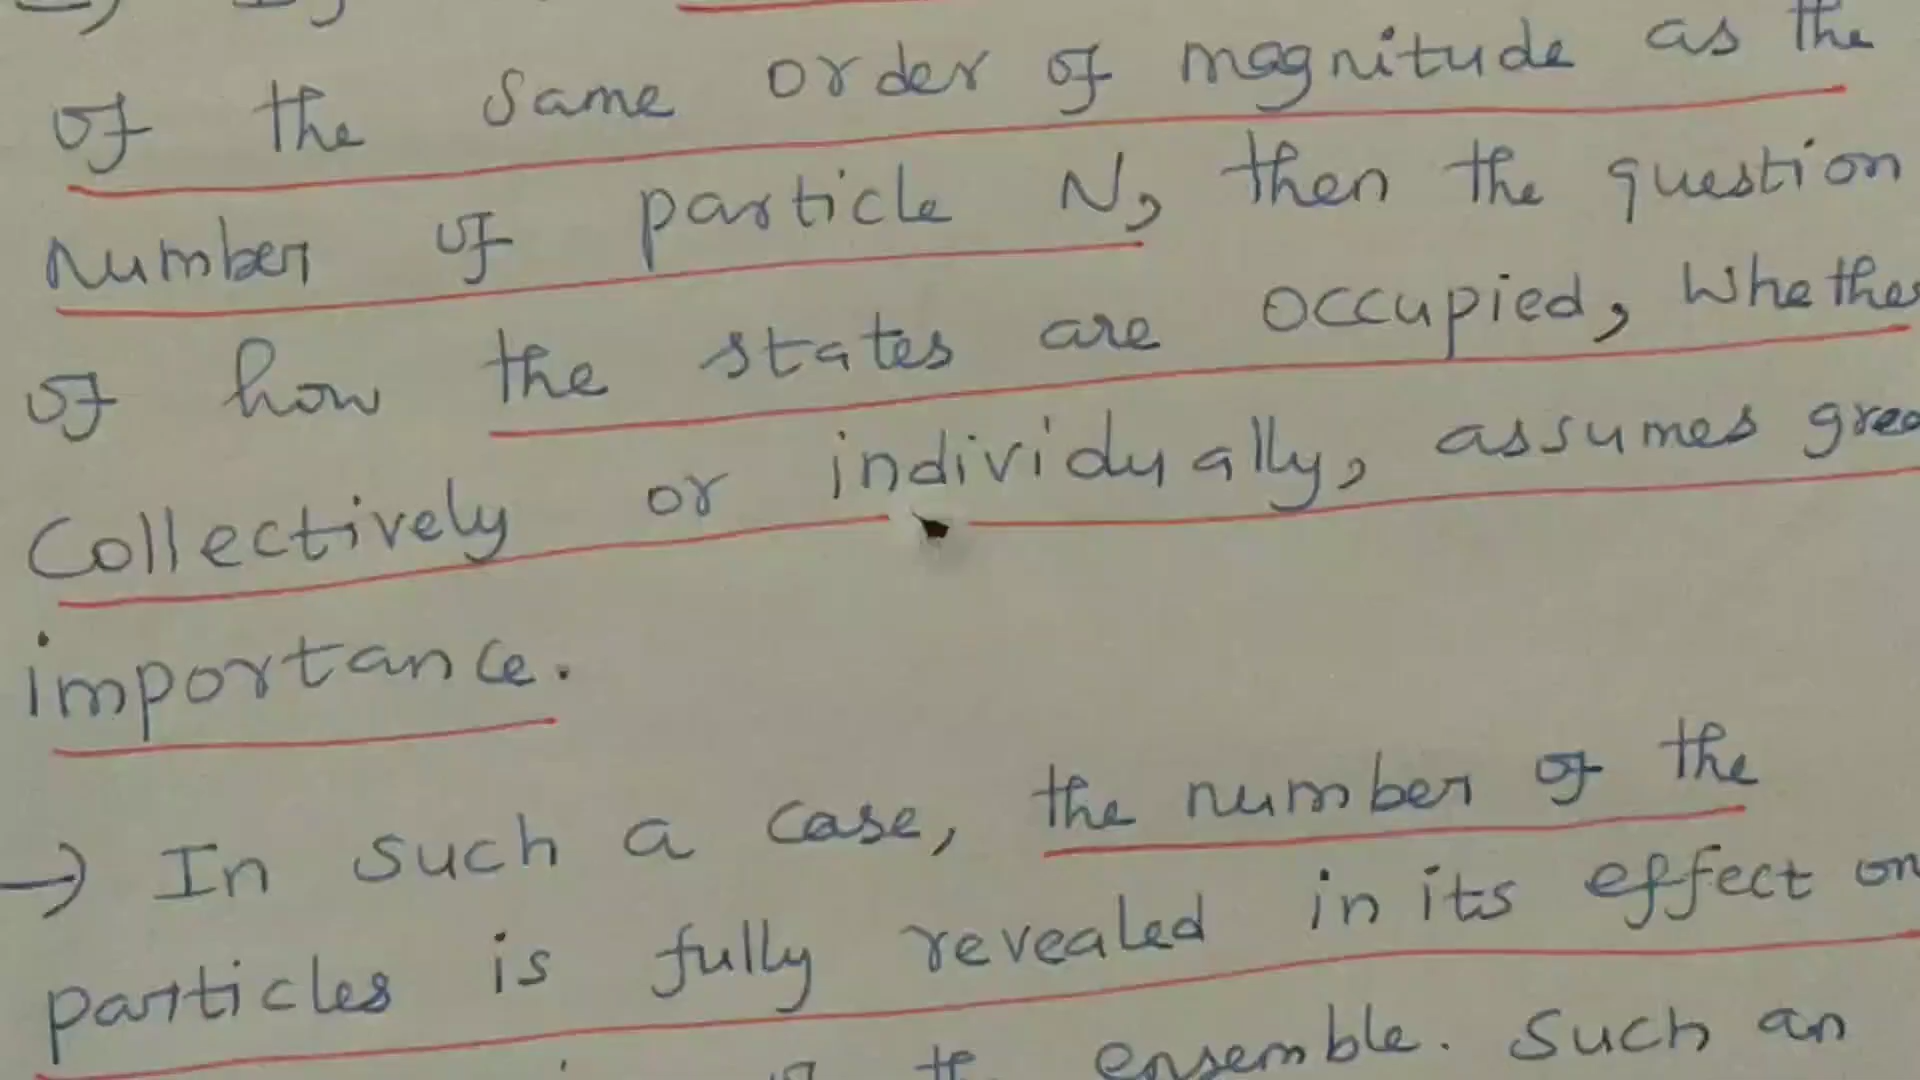 of the same order of magnitude as the
number of particle N, then the question
of how the states are occupied, Whether
Collectively or individually, assumes grea
importance.
→ In such a case, the number of the
particles is fully revealed in its effect on
ensemble. Such an